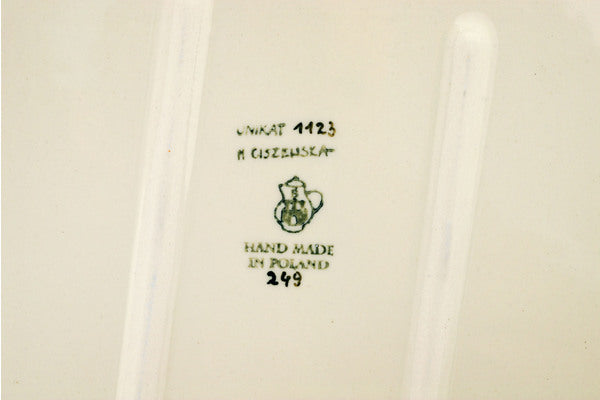 UNIKAT 1123
M CISZEWSKA
HAND MADE
IN POLAND
249